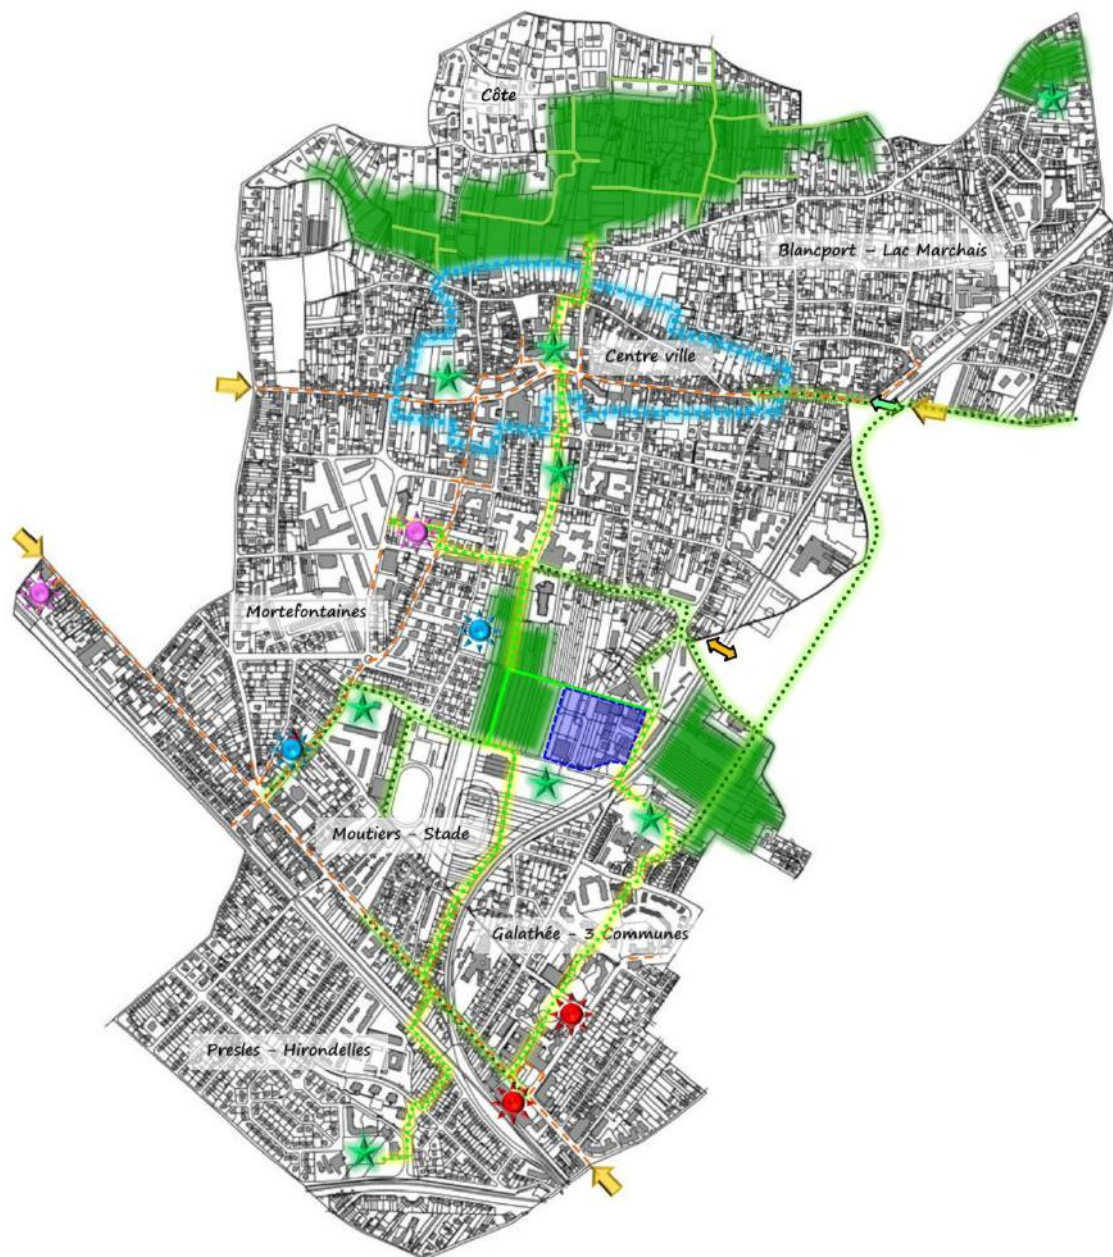 Côte
Blancport - Lac Marchais
Centre ville
Mortefontaines
Moutiers - Stade
Galathée - 3 Communes
Presles - Hirondelles